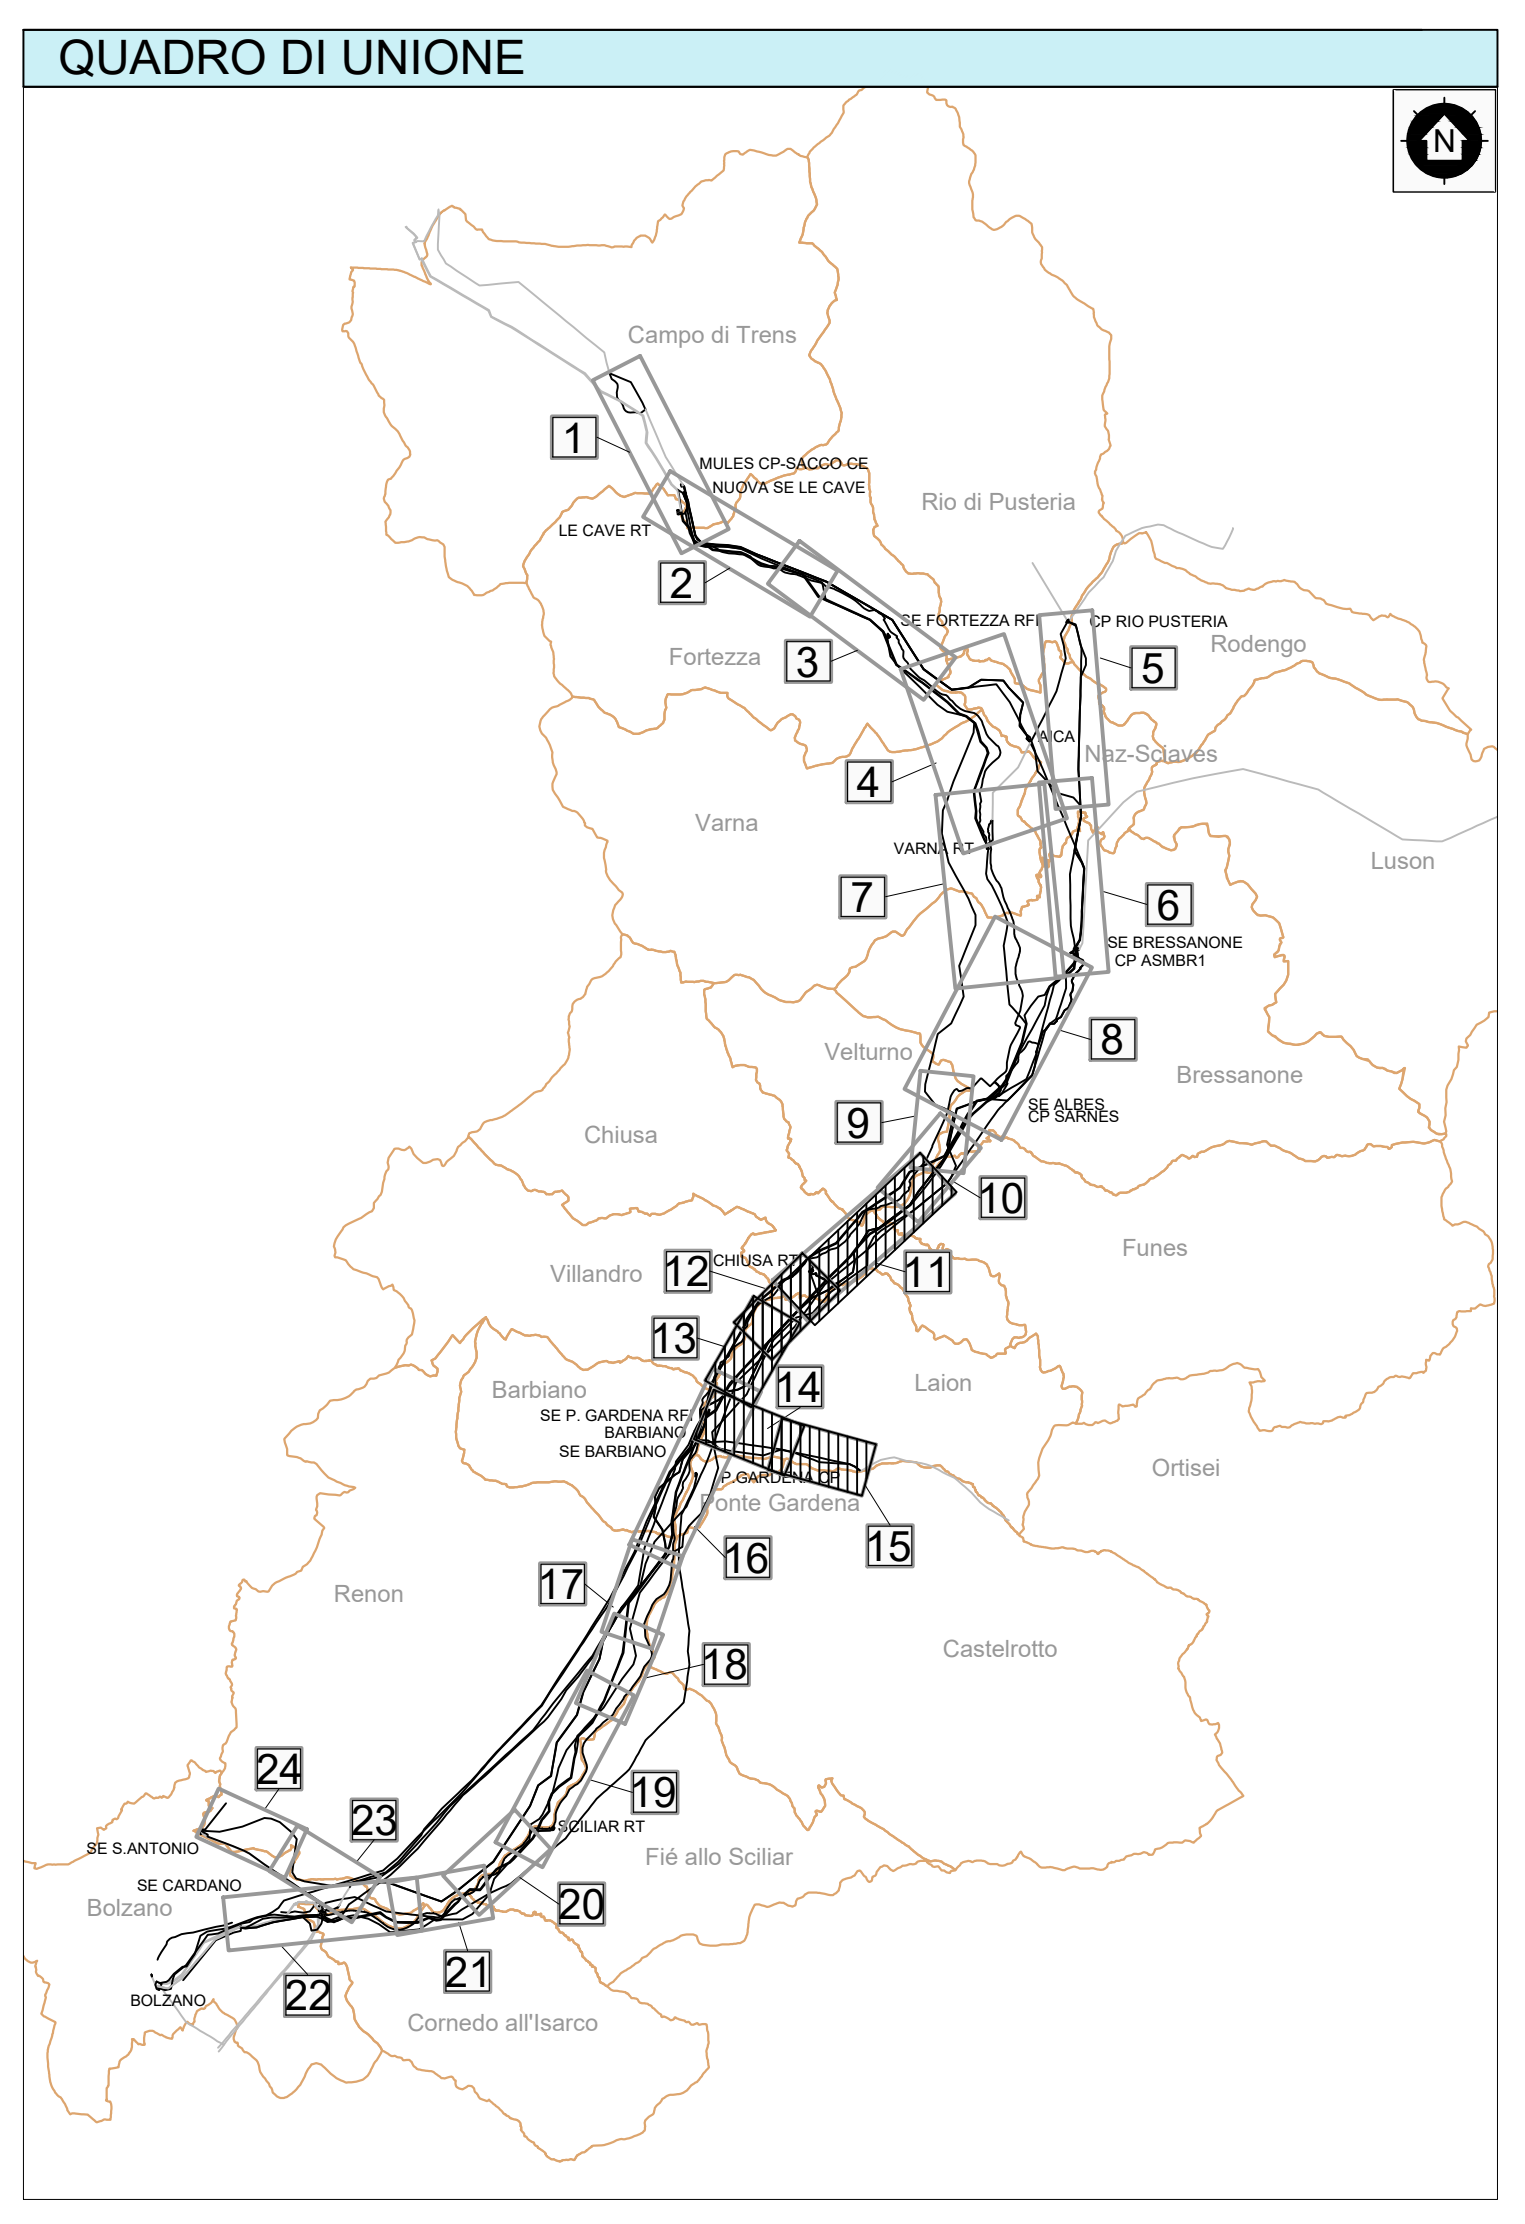 QUADRO DI UNIONE
N
Campo di Trens
1
MULES CP-SACCO CE
NUOVA SE LE CAVE
Rio di Pusteria
LE CAVE RT
2
SE FORTEZZA RFI
CP RIO PUSTERIA
Rodengo
Fortezza
3
5
AICA
Naz-Sciaves
4
Varna
VARNA RT
Luson
7
6
SE BRESSANONE
CP ASMBR1
Velturno
8
Bressanone
SE ALBES
CP SARNES
9
Chiusa
10
Funes
CHIUSA RT
12
11
Villandro
13
14
Laion
Barbiano
SE P. GARDENA RFI
BARBIANO
SE BARBIANO
P.GARDENA CP
Ortisei
Ponte Gardena
15
16
17
Renon
Castelrotto
18
24
19
23
SCILIAR RT
SE S.ANTONIO
Fié allo Sciliar
SE CARDANO
Bolzano
20
21
22
BOLZANO
Cornedo all'Isarco